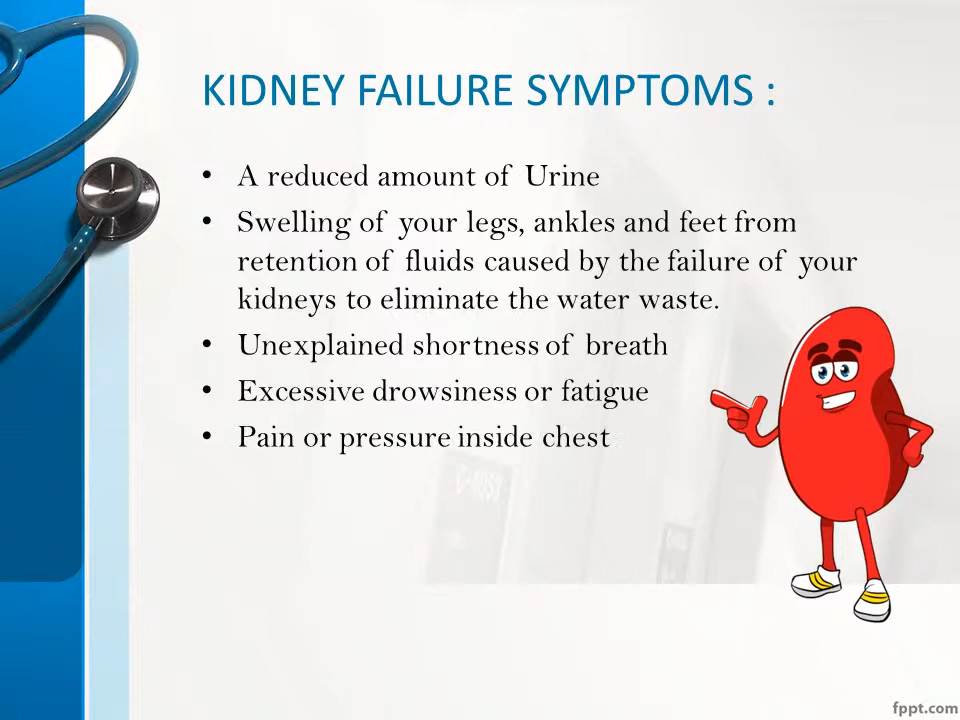 KIDNEY FAILURE SYMPTOMS :
• A reduced amount of Urine
• Swelling of your legs, ankles and feet from
retention of fluids caused by the failure of your
kidneys to eliminate the water waste.
• Unexplained shortness of breath
• Excessive drowsiness or fatigue
• Pain or pressure inside chest
fppt.com